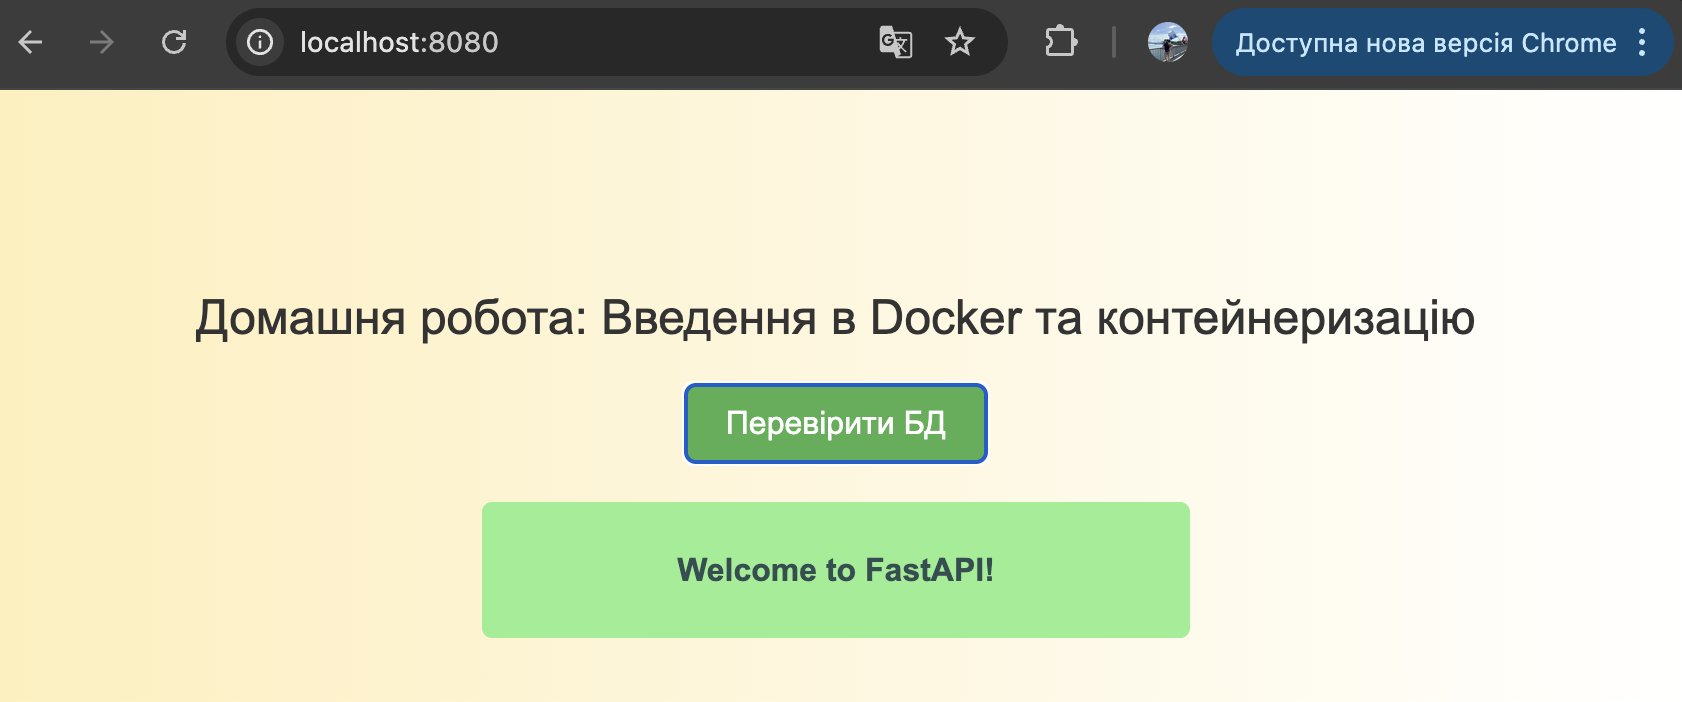 localhost:8080
Доступна нова версія Chrome
Домашня робота: Введення в Docker та контейнеризацію
Перевірити БД
Welcome to FastAPI!